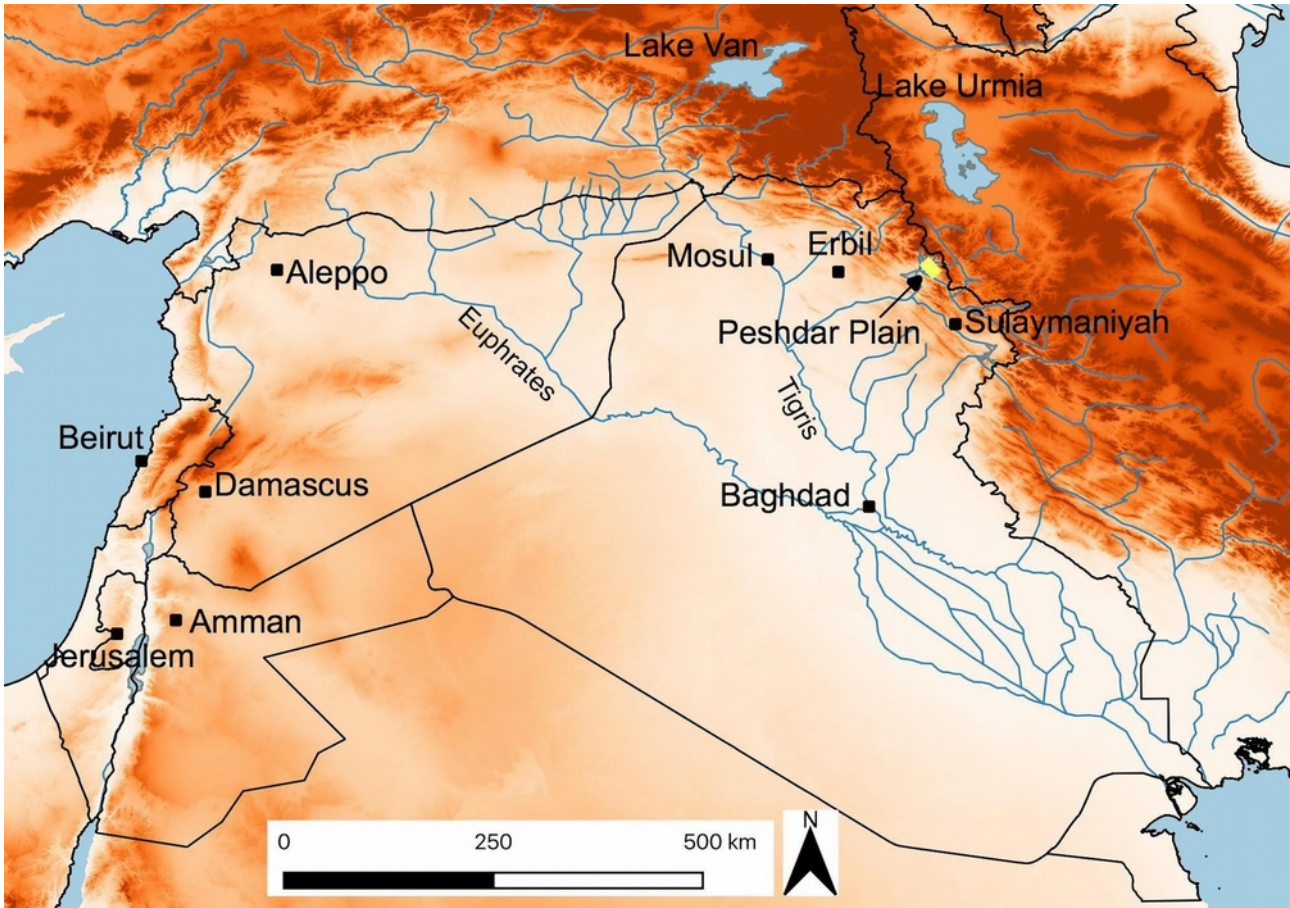 Lake Van
Lake Urmia
Mosul
Erbil
Aleppo
Peshdar Plain
Sulaymaniyah
Euphrates
Tigris
Beirut
Damascus
Baghdad
Amman
Jerusalem
0 250 500 km
N